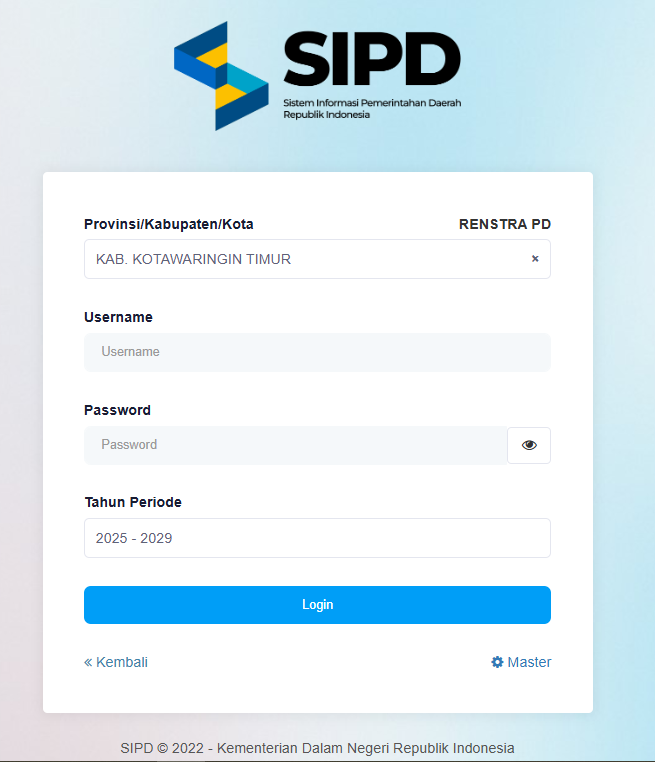 SIPD
Sistem Informasi Pemerintahan Daerah
Republik Indonesia
Provinsi/Kabupaten/Kota RENSTRA PD
KAB. KOTAWARINGIN TIMUR ×
Username
Username
Password
Password
Tahun Periode
2025 - 2029
Login
« Kembali Master
SIPD © 2022 - Kementerian Dalam Negeri Republik Indonesia